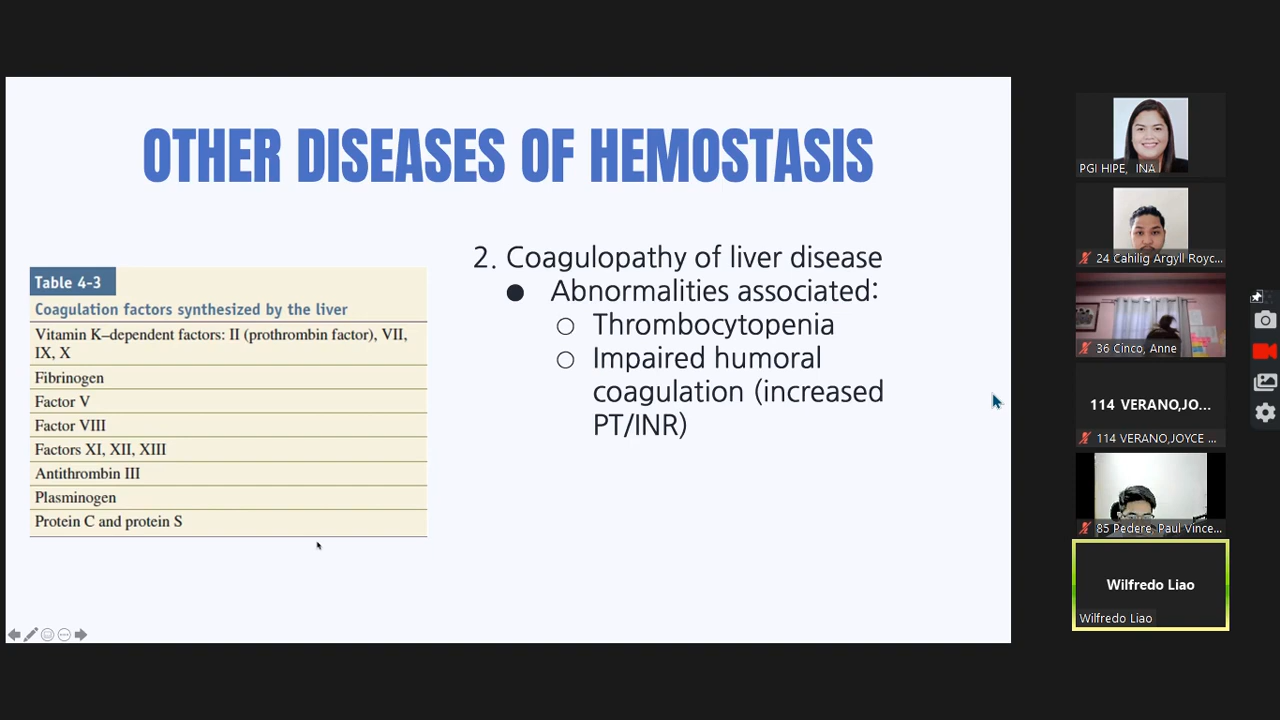 OTHER DISEASES OF HEMOSTASIS
Table 4-3
Coagulation factors synthesized by the liver
Vitamin K–dependent factors: II (prothrombin factor), VII,
IX, X
Fibrinogen
Factor V
Factor VIII
Factors XI, XII, XIII
Antithrombin III
Plasminogen
Protein C and protein S
2. Coagulopathy of liver disease
● Abnormalities associated:
○ Thrombocytopenia
○ Impaired humoral
coagulation (increased
PT/INR)
PGI HIPE, INA
24 Cahilig Argyll Royc...
36 Cinco, Anne
114 VERANO,JO...
114 VERANO,JOYCE ...
85 Pedere, Paul Vince...
Wilfredo Liao
Wilfredo Liao